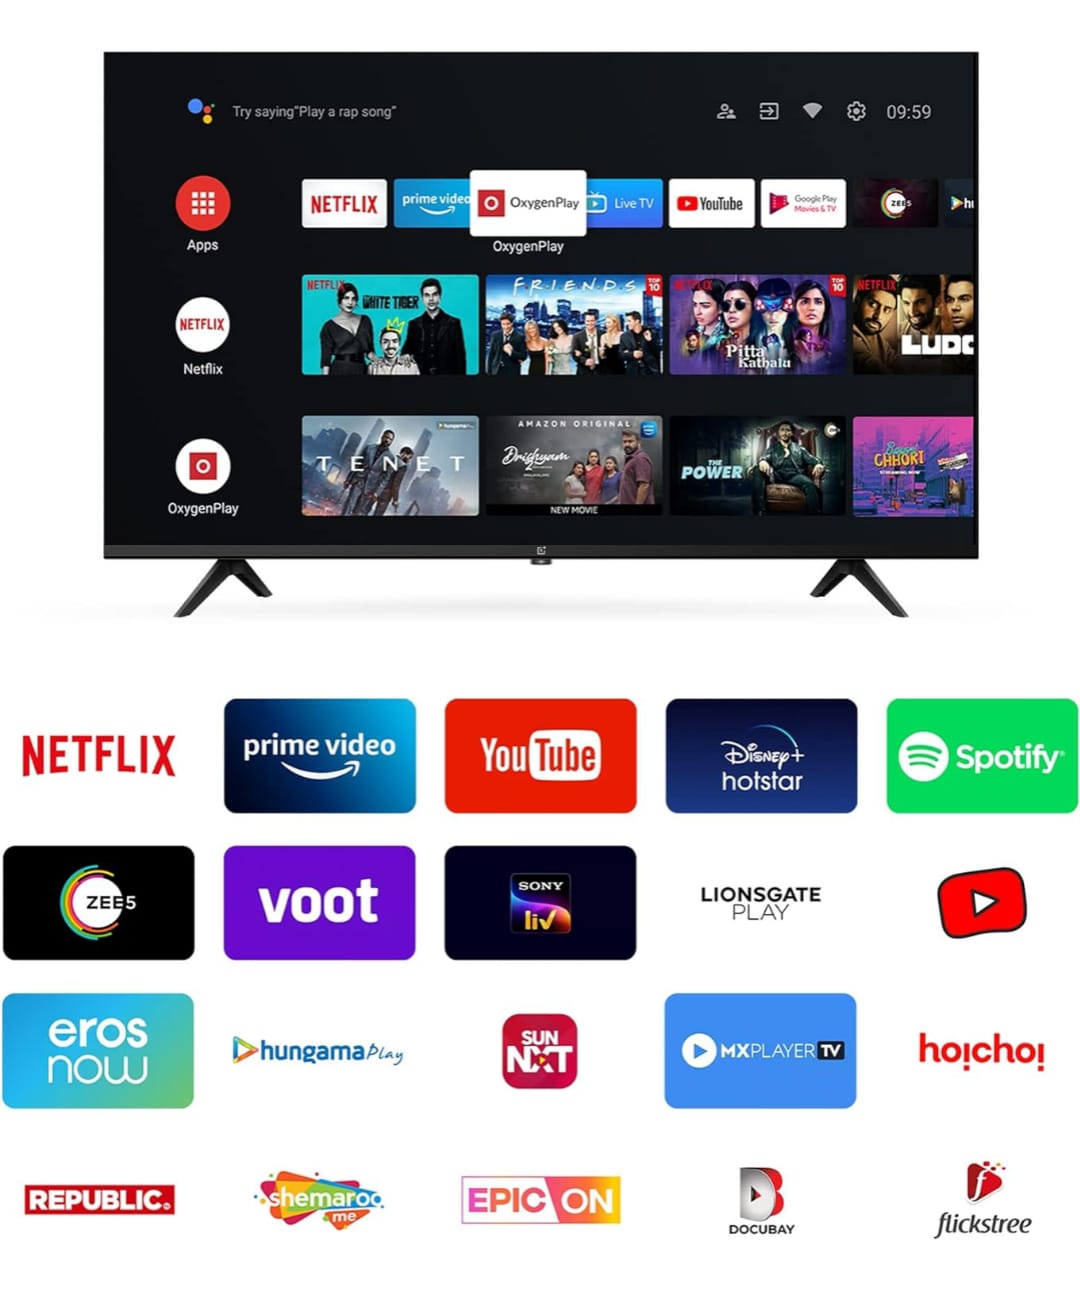 Try saying"Play a rap song"
09:59
Apps
NETFLIX
prime video
OxygenPlay
Live TV
YouTube
Google Play
Movies & TV
ZEE5
OxygenPlay
NETFLIX
Netflix
NETFLIX
WHITE TIGER
F.R.I.E.N.D.S
TOP
10
NETFLIX
Pitta
Kathalu
TOP
10
NETFLIX
LUDO
OxygenPlay
TENET
hungama
AMAZON ORIGINAL
Drishyam
2
NEW MOVIE
THE
POWER
CHHORI
NETFLIX
prime video
YouTube
Disney+
hotstar
Spotify
ZEE5
voot
SONY
liv
LIONSGATE
PLAY
eros
now
hungama Play
SUN
NXT
MXPLAYER TV
hoichoi
REPUBLIC.
shemaroo
me
EPIC ON
DOCUBAY
flickstree